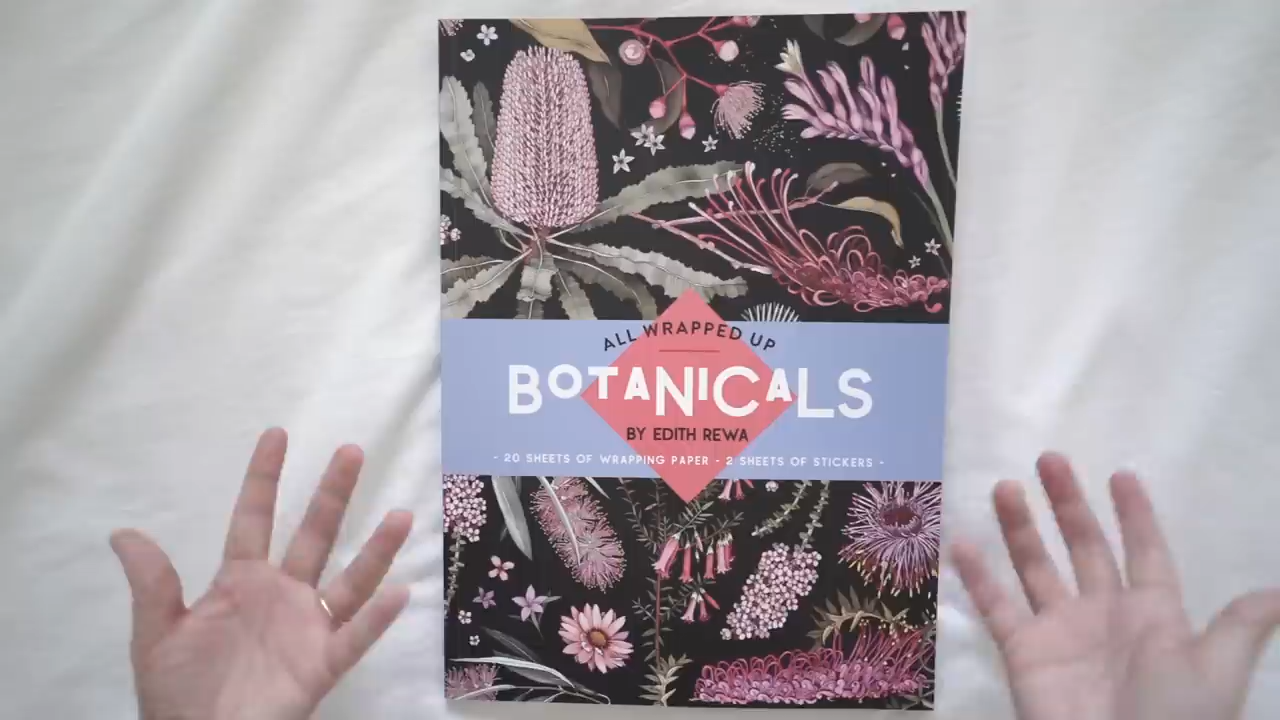 ALL WRAPPED UP
BOTANICALS
BY EDITH REWA
- 20 SHEETS OF WRAPPING PAPER - 2 SHEETS OF STICKERS -